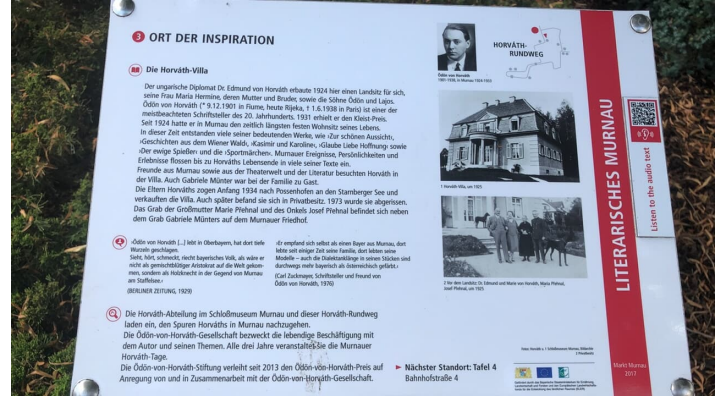 3 ORT DER INSPIRATION
Die Horváth-Villa
Der ungarische Diplomat Dr. Edmund von Horváth erbaute 1924 hier einen Landsitz für sich,
seine Frau Maria Hermine, deren Mutter und Bruder, sowie die Söhne Ödön und Lajos.
Ödön von Horváth (* 9.12.1901 in Fiume, heute Rijeka, † 1.6.1938 in Paris) ist einer der
meistbeachteten Schriftsteller des 20. Jahrhunderts. 1931 erhielt er den Kleist-Preis.
Seit 1924 hatte er in Murnau den zeitlich längsten festen Wohnsitz seines Lebens.
In dieser Zeit entstanden viele seiner bedeutenden Werke, wie ›Zur schönen Aussicht‹,
›Geschichten aus dem Wiener Wald‹, ›Kasimir und Karoline‹, ›Glaube Liebe Hoffnung‹ sowie
›Der ewige Spießer‹ und die ›Sportmärchen‹. Murnauer Ereignisse, Persönlichkeiten und
Erlebnisse flossen bis zu Horváths Lebensende in viele seiner Texte ein.
Freunde aus Murnau sowie aus der Theaterwelt und der Literatur besuchten Horváth in
der Villa. Auch Gabriele Münter war bei der Familie zu Gast.
Die Eltern Horváths zogen Anfang 1934 nach Possenhofen an den Starnberger See und
verkauften die Villa. Auch später befand sie sich in Privatbesitz. 1973 wurde sie abgerissen.
Das Grab der Großmutter Marie Přehnal und des Onkels Josef Přehnal befindet sich neben
dem Grab Gabriele Münters auf dem Murnauer Friedhof.
›Ödön von Horváth [...] lebt in Oberbayern, hat dort tiefe
Wurzeln geschlagen.
Sieht, hört, schmeckt, riecht bayerisches Volk, als wäre er
nicht als gemischtblütiger Aristokrat auf die Welt gekom-
men, sondern als Holzknecht in der Gegend von Murnau
am Staffelsee.‹
(BERLINER ZEITUNG, 1929)
›Er empfand sich selbst als einen Bayer aus Murnau, dort
lebte seit einiger Zeit seine Familie, dort lebten seine
Modelle – auch die Dialektanklänge in seinen Stücken sind
durchwegs mehr bayerisch als österreichisch gefärbt.‹
(Carl Zuckmayer, Schriftsteller und Freund von
Ödön von Horváth, 1976)
Die Horváth-Abteilung im Schloßmuseum Murnau und dieser Horváth-Rundweg
laden ein, den Spuren Horváths in Murnau nachzugehen.
Die Ödön-von-Horváth-Gesellschaft bezweckt die lebendige Beschäftigung mit
dem Autor und seinen Themen. Alle drei Jahre veranstaltet sie die Murnauer
Horváth-Tage.
Die Ödön-von-Horváth-Stiftung verleiht seit 2013 den Ödön-von-Horváth-Preis auf
Anregung von und in Zusammenarbeit mit der Ödön-von-Horváth-Gesellschaft.
Ödön von Horváth
HORVÁTH-
RUNDWEG
1 Horváth-Villa, um 1925
2 Vor dem Landsitz: Dr. Edmund und Marie von Horváth, Maria Přehnal,
Josef Přehnal, um 1925
► Nächster Standort: Tafel 4
Bahnhofstraße 4
LITERARISCHES MURNAU
Markt Murnau
2017
Listen to the audio text